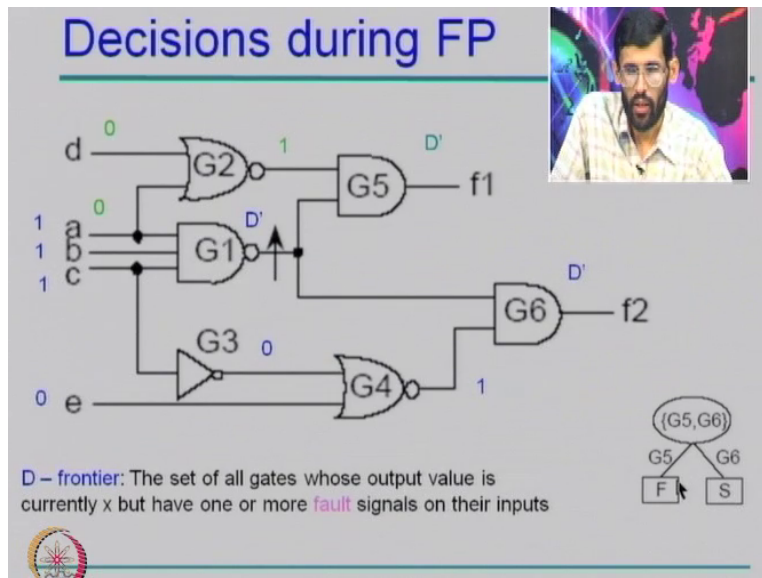 Decisions during FP
d 0
G2
1
G5
D'
f1
0
1 a
1 b
1 c
G1
D'
G6
D'
f2
G3
0
0 e
G4
1
{G5,G6}
G5 G6
F S
D – frontier: The set of all gates whose output value is
currently x but have one or more fault signals on their inputs